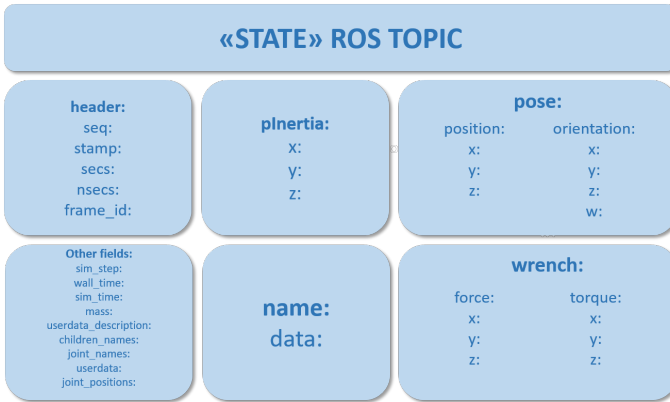 «STATE» ROS TOPIC
header:
seq:
stamp:
secs:
nsecs:
frame_id:
pInertia:
x:
y:
z:
pose:
position: orientation:
x: x:
y: y:
z: z:
w:
Other fields:
sim_step:
wall_time:
sim_time:
mass:
userdata_description:
children_names:
joint_names:
userdata:
joint_positions:
name:
data:
wrench:
force: torque:
x: x:
y: y:
z: z: